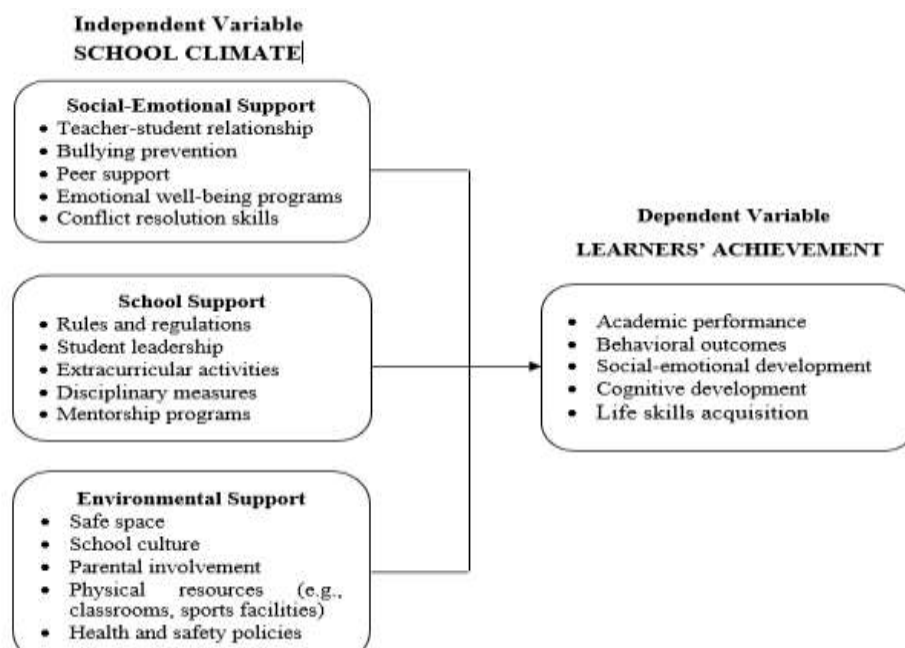 Independent Variable
SCHOOL CLIMATE
Social-Emotional Support
• Teacher-student relationship
• Bullying prevention
• Peer support
• Emotional well-being programs
• Conflict resolution skills
School Support
• Rules and regulations
• Student leadership
• Extracurricular activities
• Disciplinary measures
• Mentorship programs
Environmental Support
• Safe space
• School culture
• Parental involvement
• Physical resources (e.g.,
classrooms, sports facilities)
• Health and safety policies
Dependent Variable
LEARNERS' ACHIEVEMENT
• Academic performance
• Behavioral outcomes
• Social-emotional development
• Cognitive development
• Life skills acquisition